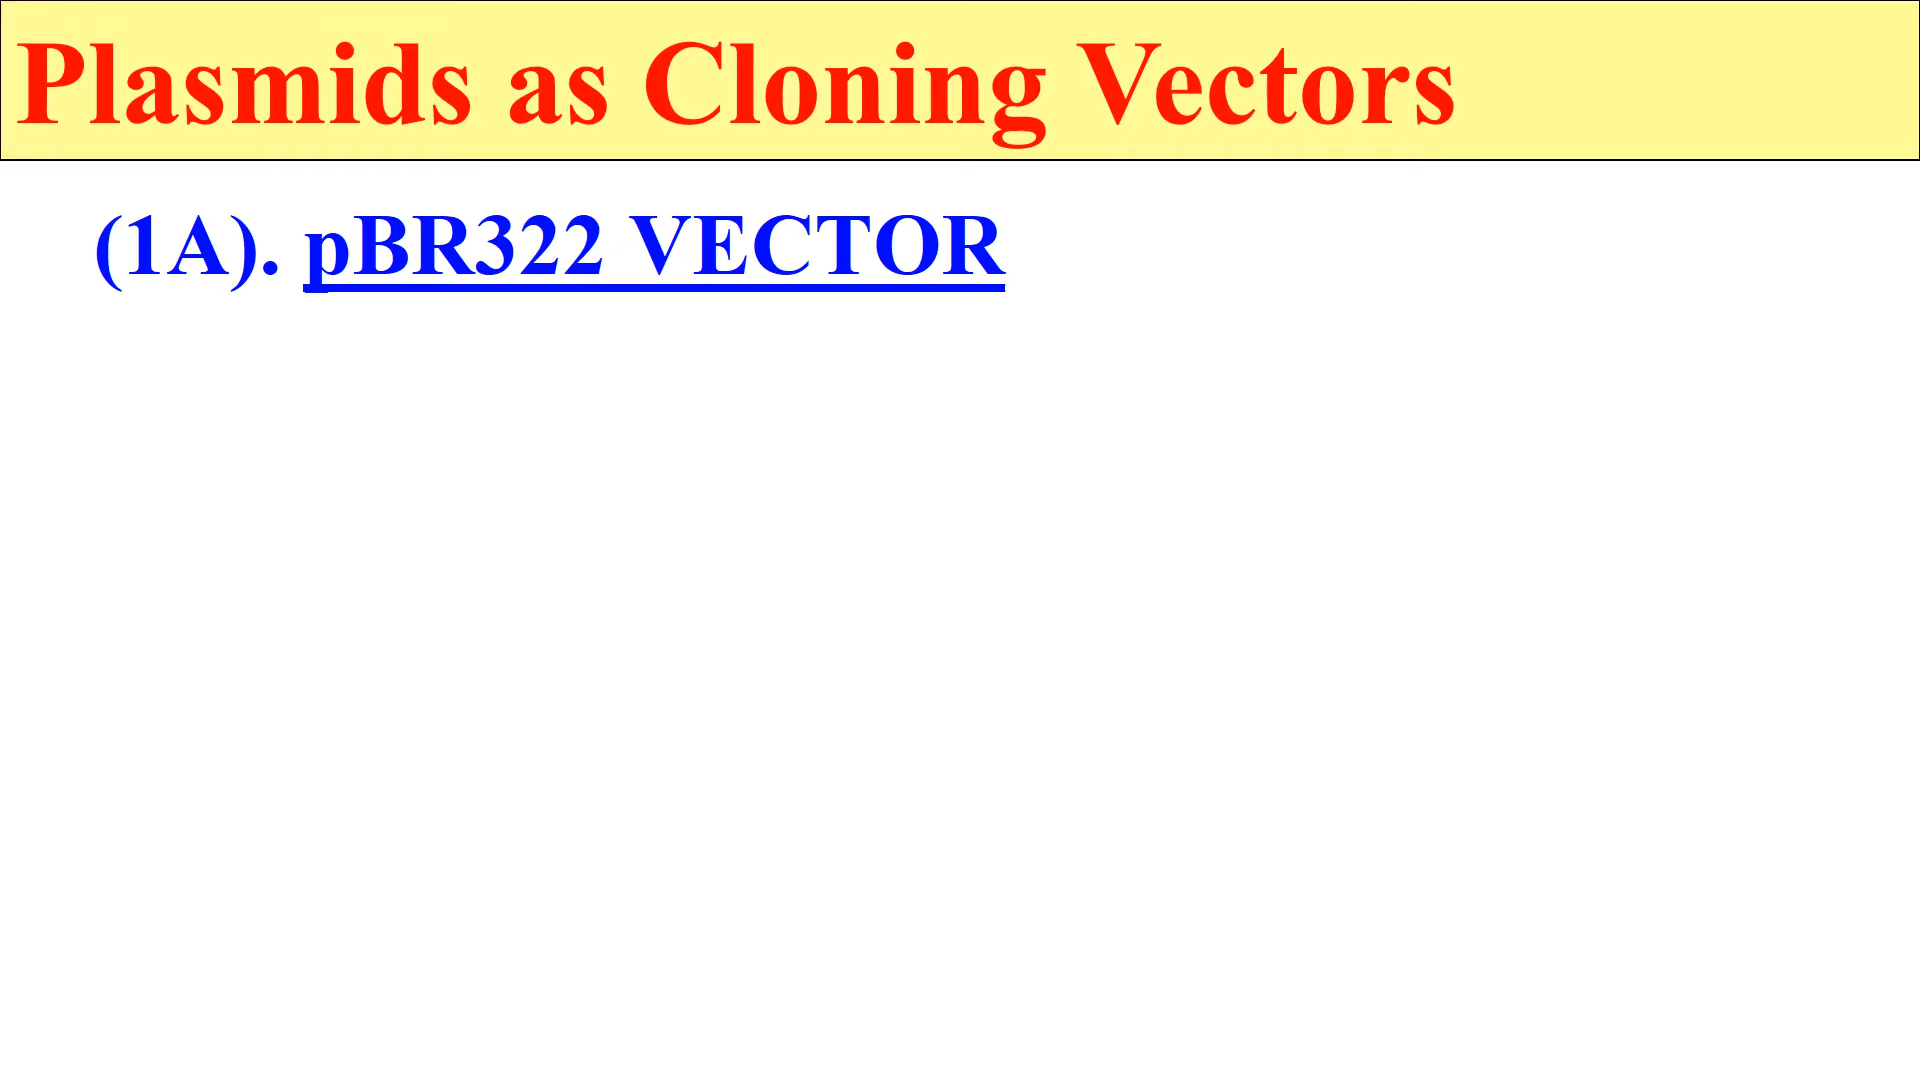 Plasmids as Cloning Vectors
(1A). pBR322 VECTOR